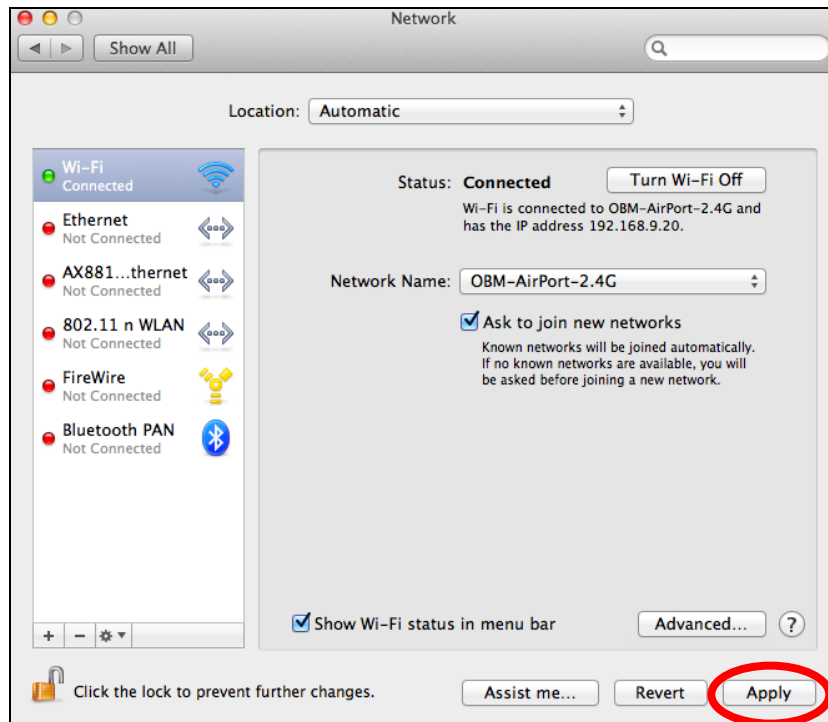 Network
Show All
Location: Automatic
Wi-Fi
Connected
Ethernet
Not Connected
AX881...thernet
Not Connected
802.11 n WLAN
Not Connected
FireWire
Not Connected
Bluetooth PAN
Not Connected
+ −
Status: Connected
Turn Wi-Fi Off
Wi-Fi is connected to OBM-AirPort-2.4G and
has the IP address 192.168.9.20.
Network Name: OBM-AirPort-2.4G
Ask to join new networks
Known networks will be joined automatically.
If no known networks are available, you will
be asked before joining a new network.
Show Wi-Fi status in menu bar
Advanced... ?
Click the lock to prevent further changes.
Assist me... Revert Apply